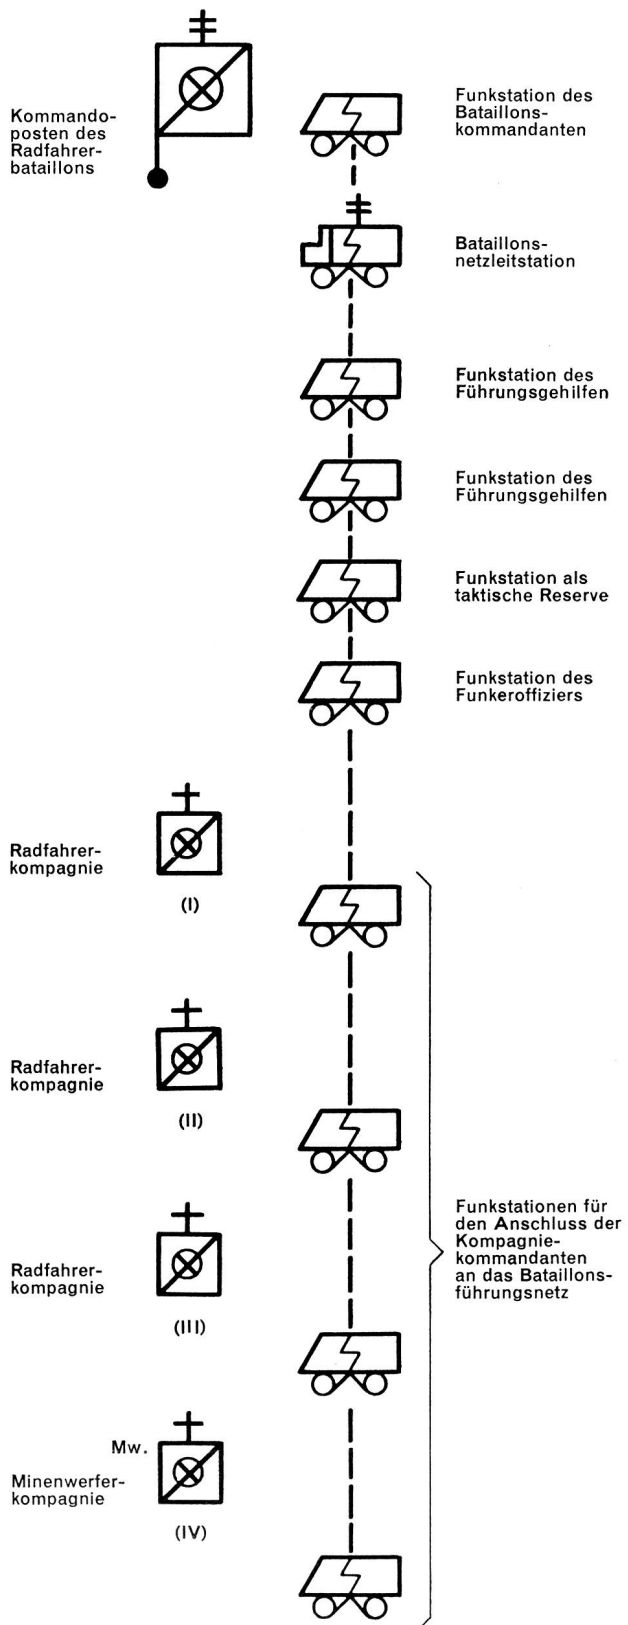 Kommando-
posten des
Radfahrer-
bataillons
Funkstation des
Bataillons-
kommandanten
Bataillons-
netzleitstation
Funkstation des
Führungsgehilfen
Funkstation des
Führungsgehilfen
Funkstation als
taktische Reserve
Funkstation des
Funkeroffiziers
Radfahrer-
kompagnie
(I)
Radfahrer-
kompagnie
(II)
Radfahrer-
kompagnie
(III)
Funkstationen für
den Anschluss der
Kompagnie-
kommandanten
an das Bataillons-
führungsnetz
Mw.
Minenwerfer-
kompagnie
(IV)